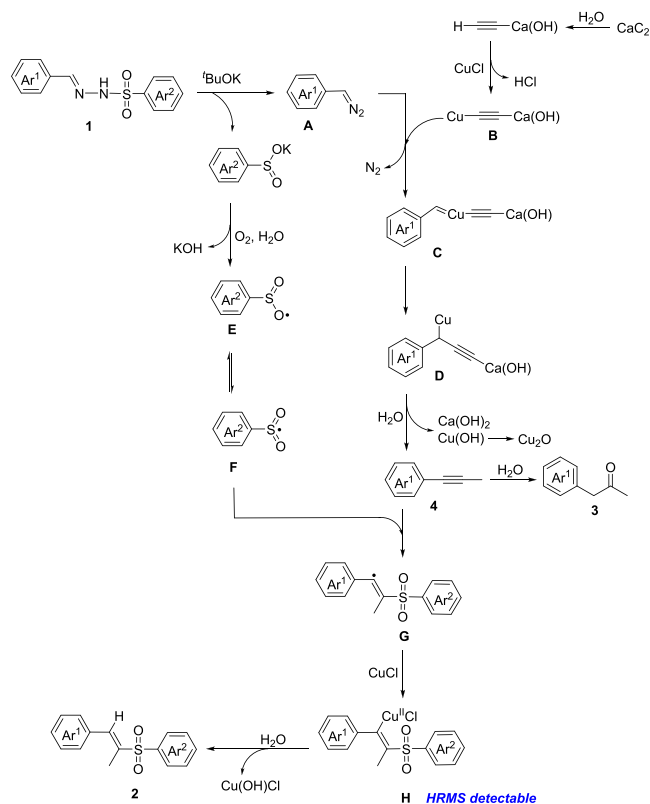 H Ca(OH) H2O CaC2
CuCl HCl
Ar1 N H N S O O Ar2
1
tBuOK
Ar1 N2
A
Cu Ca(OH)
B
N2
Ar2 S OK O
Ar1 Cu Ca(OH)
C
KOH O2, H2O
Ar2 S O O•
E
Cu
Ar1 Ca(OH)
D
H2O Ca(OH)2
Cu(OH) Cu2O
Ar2 S• O O
F
Ar1
4
H2O
Ar1 O
3
Ar1 • S O O Ar2
G
CuCl
Ar1 H S O O Ar2
2
H2O
Cu(OH)Cl
CuIICl
Ar1 S O O Ar2
H HRMS detectable